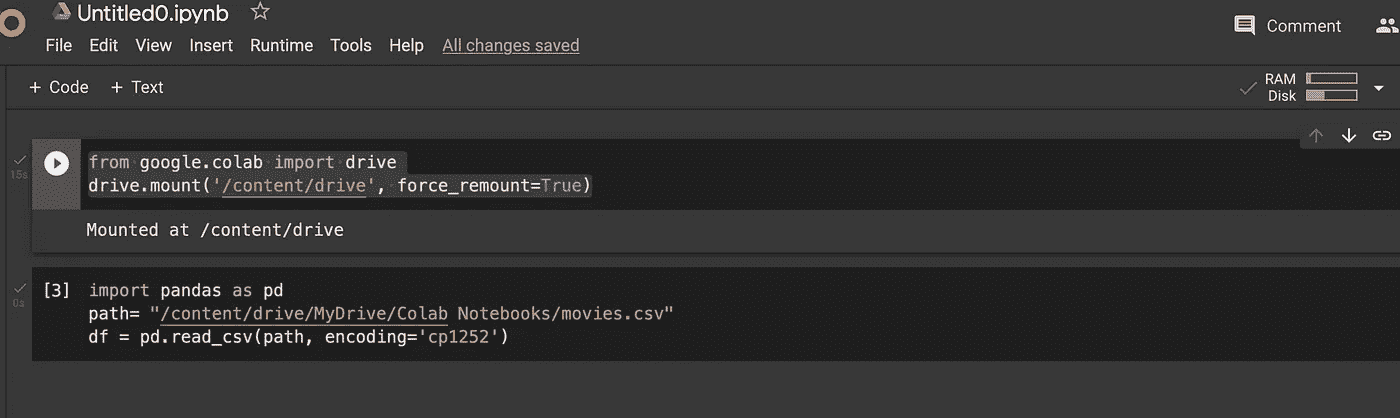 Untitled0.ipynb
File Edit View Insert Runtime Tools Help All changes saved
Comment
+ Code + Text
RAM
Disk
15s
from google.colab import drive
drive.mount('/content/drive', force_remount=True)
Mounted at /content/drive
0s
[3] import pandas as pd
path= "/content/drive/MyDrive/Colab Notebooks/movies.csv"
df = pd.read_csv(path, encoding='cp1252')